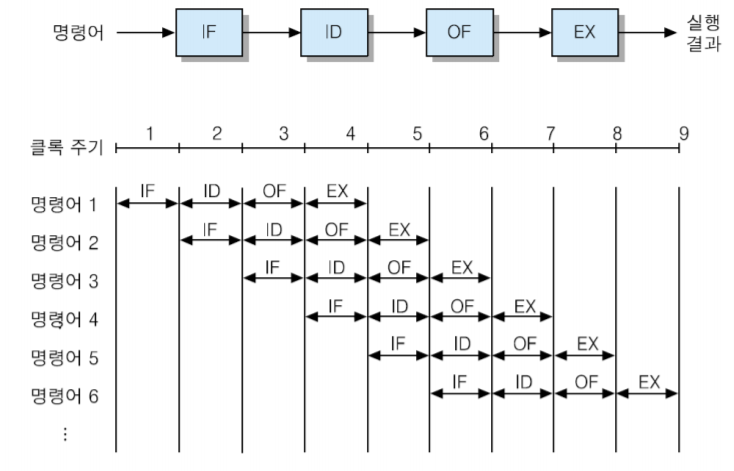 명령어 IF ID OF EX 실행
결과
클록 주기 1 2 3 4 5 6 7 8 9
명령어 1 IF ID OF EX
명령어 2 IF ID OF EX
명령어 3 IF ID OF EX
명령어 4 IF ID OF EX
명령어 5 IF ID OF EX
명령어 6 IF ID OF EX
⋮